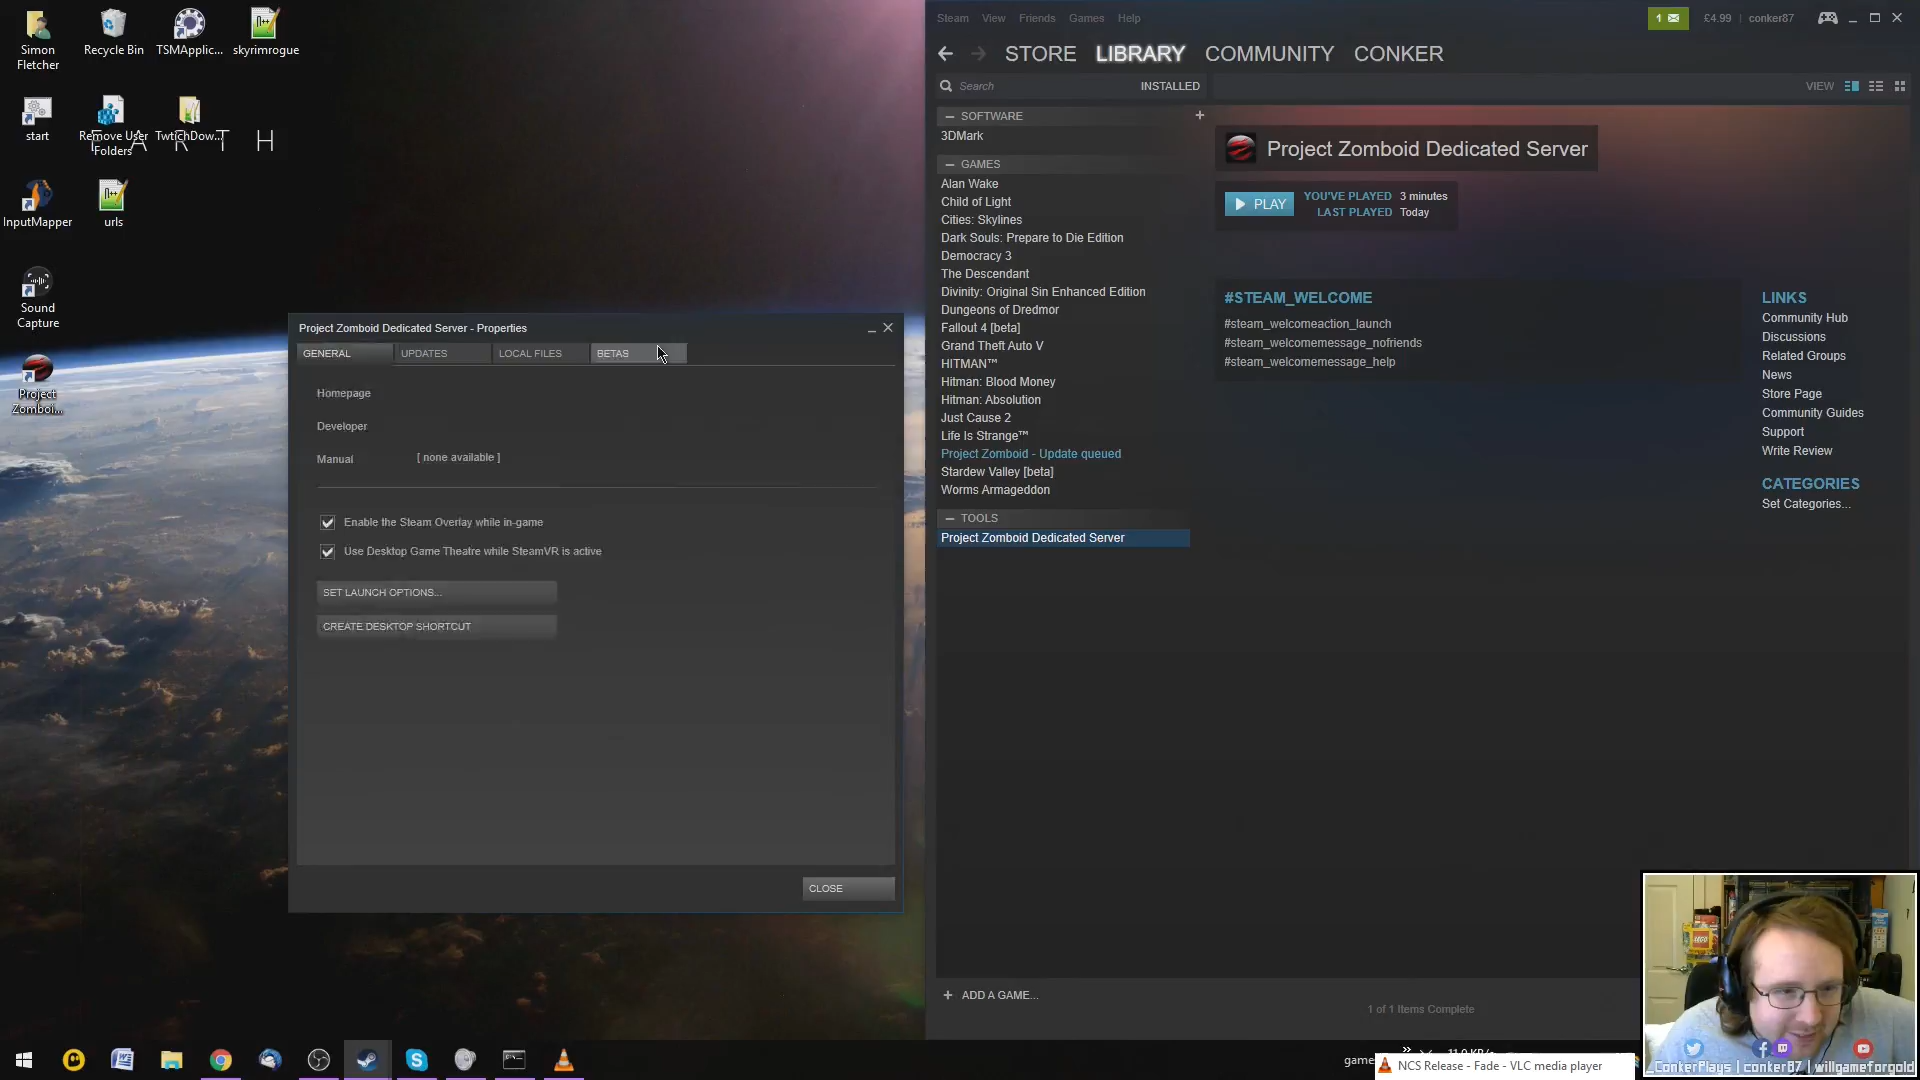 Simon
Fletcher
Recycle Bin
TSMApplic...
skyrimrogue
start
Remove User
Folders
TwtichDow...
E A R T H
InputMapper
urls
Sound
Capture
Project
Zomboi...
Project Zomboid Dedicated Server - Properties
GENERAL
UPDATES
LOCAL FILES
BETAS
Homepage
Developer
Manual
[ none available ]
Enable the Steam Overlay while in-game
Use Desktop Game Theatre while SteamVR is active
SET LAUNCH OPTIONS...
CREATE DESKTOP SHORTCUT
CLOSE
Steam View Friends Games Help
1
£4.99 | conker87
STORE LIBRARY COMMUNITY CONKER
Search
INSTALLED
VIEW
— SOFTWARE +
3DMark
— GAMES
Alan Wake
Child of Light
Cities: Skylines
Dark Souls: Prepare to Die Edition
Democracy 3
The Descendant
Divinity: Original Sin Enhanced Edition
Dungeons of Dredmor
Fallout 4 [beta]
Grand Theft Auto V
HITMAN™
Hitman: Blood Money
Hitman: Absolution
Just Cause 2
Life Is Strange™
Project Zomboid - Update queued
Stardew Valley [beta]
Worms Armageddon
— TOOLS
Project Zomboid Dedicated Server
Project Zomboid Dedicated Server
PLAY
YOU'VE PLAYED 3 minutes
LAST PLAYED Today
#STEAM_WELCOME
#steam_welcomeaction_launch
#steam_welcomemessage_nofriends
#steam_welcomemessage_help
LINKS
Community Hub
Discussions
Related Groups
News
Store Page
Community Guides
Support
Write Review
CATEGORIES
Set Categories...
+ ADD A GAME...
1 of 1 Items Complete
LEGO
game
NCS Release - Fade - VLC media player
_ConkerPlays | conker87 | willgameforgold